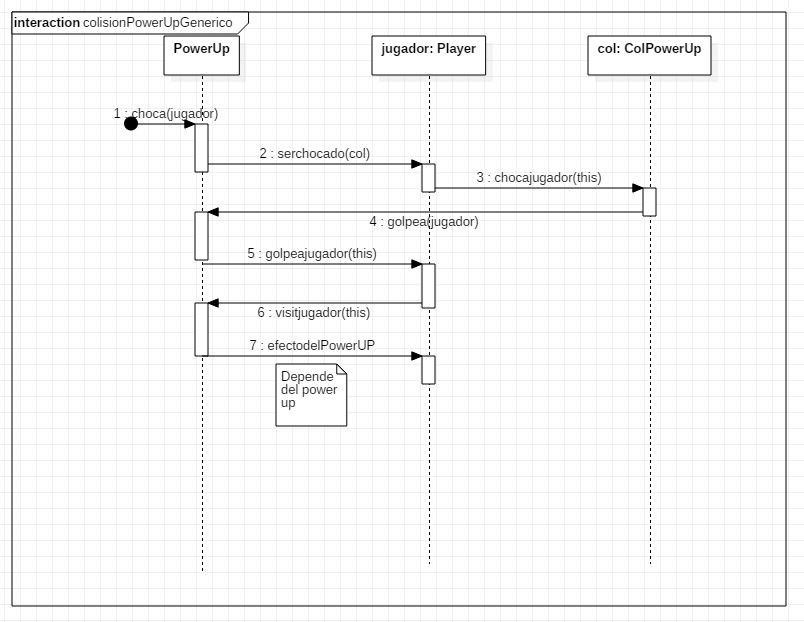 interaction colisionPowerUpGenerico
PowerUp
jugador: Player
col: ColPowerUp
1 : choca(jugador)
2 : serchocado(col)
3 : chocajugador(this)
4 : golpea(jugador)
5 : golpeajugador(this)
6 : visitjugador(this)
7 : efectodelPowerUP
Depende
del power
up